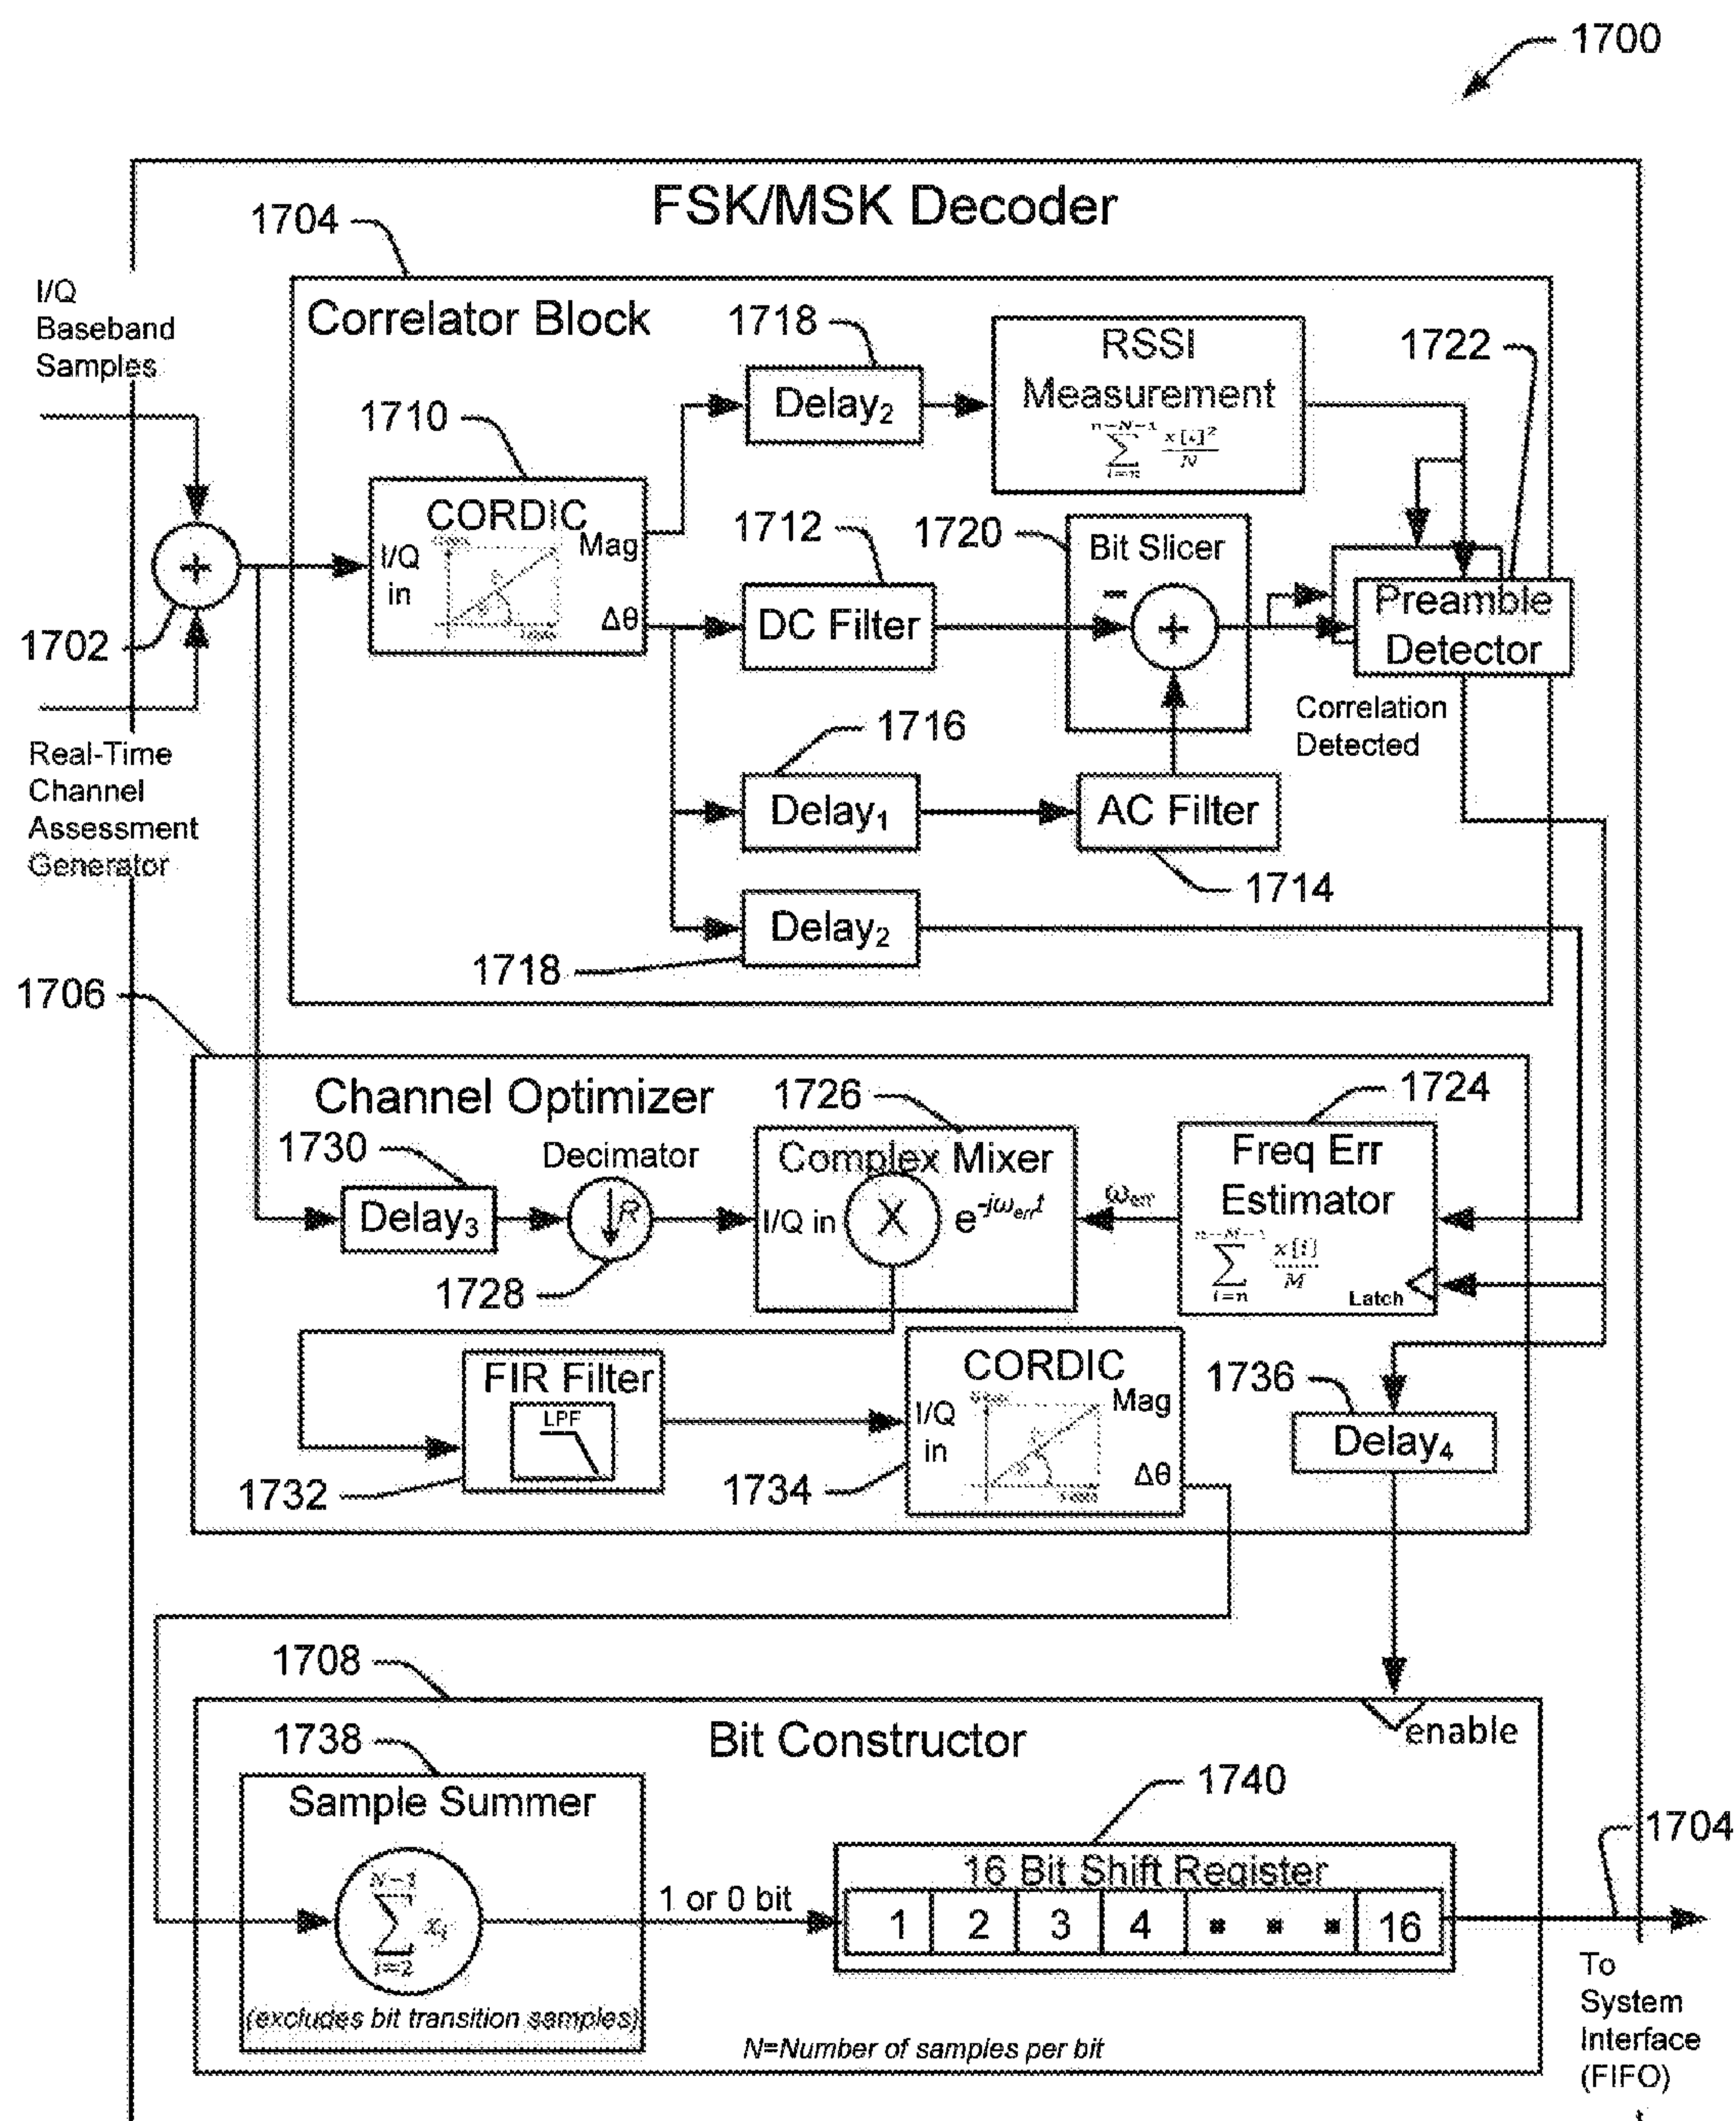 1700
FSK/MSK Decoder
1704
I/Q
Baseband
Samples
Correlator Block
1718
Delay₂
RSSI
Measurement
1722
1710
CORDIC
I/Q
in
Mag
Δθ
1712
DC Filter
1720
Bit Slicer
−
+
+
1702
Preamble
Detector
Correlation
Detected
Real-Time
Channel
Assessment
Generator
1716
Delay₁
AC Filter
1714
Delay₂
1718
1706
Channel Optimizer
1730
Delay₃
Decimator
↓R
1728
1726
Complex Mixer
I/Q in X e^-jω_err t
ω_err
1724
Freq Err
Estimator
Latch
FIR Filter
LPF
1732
CORDIC
I/Q
in
Mag
Δθ
1734
1736
Delay₄
1708
Bit Constructor
enable
1738
Sample Summer
(excludes bit transition samples)
1 or 0 bit
1740
16 Bit Shift Register
1 2 3 4 ▪ ▪ ▪ 16
1704
N=Number of samples per bit
To
System
Interface
(FIFO)